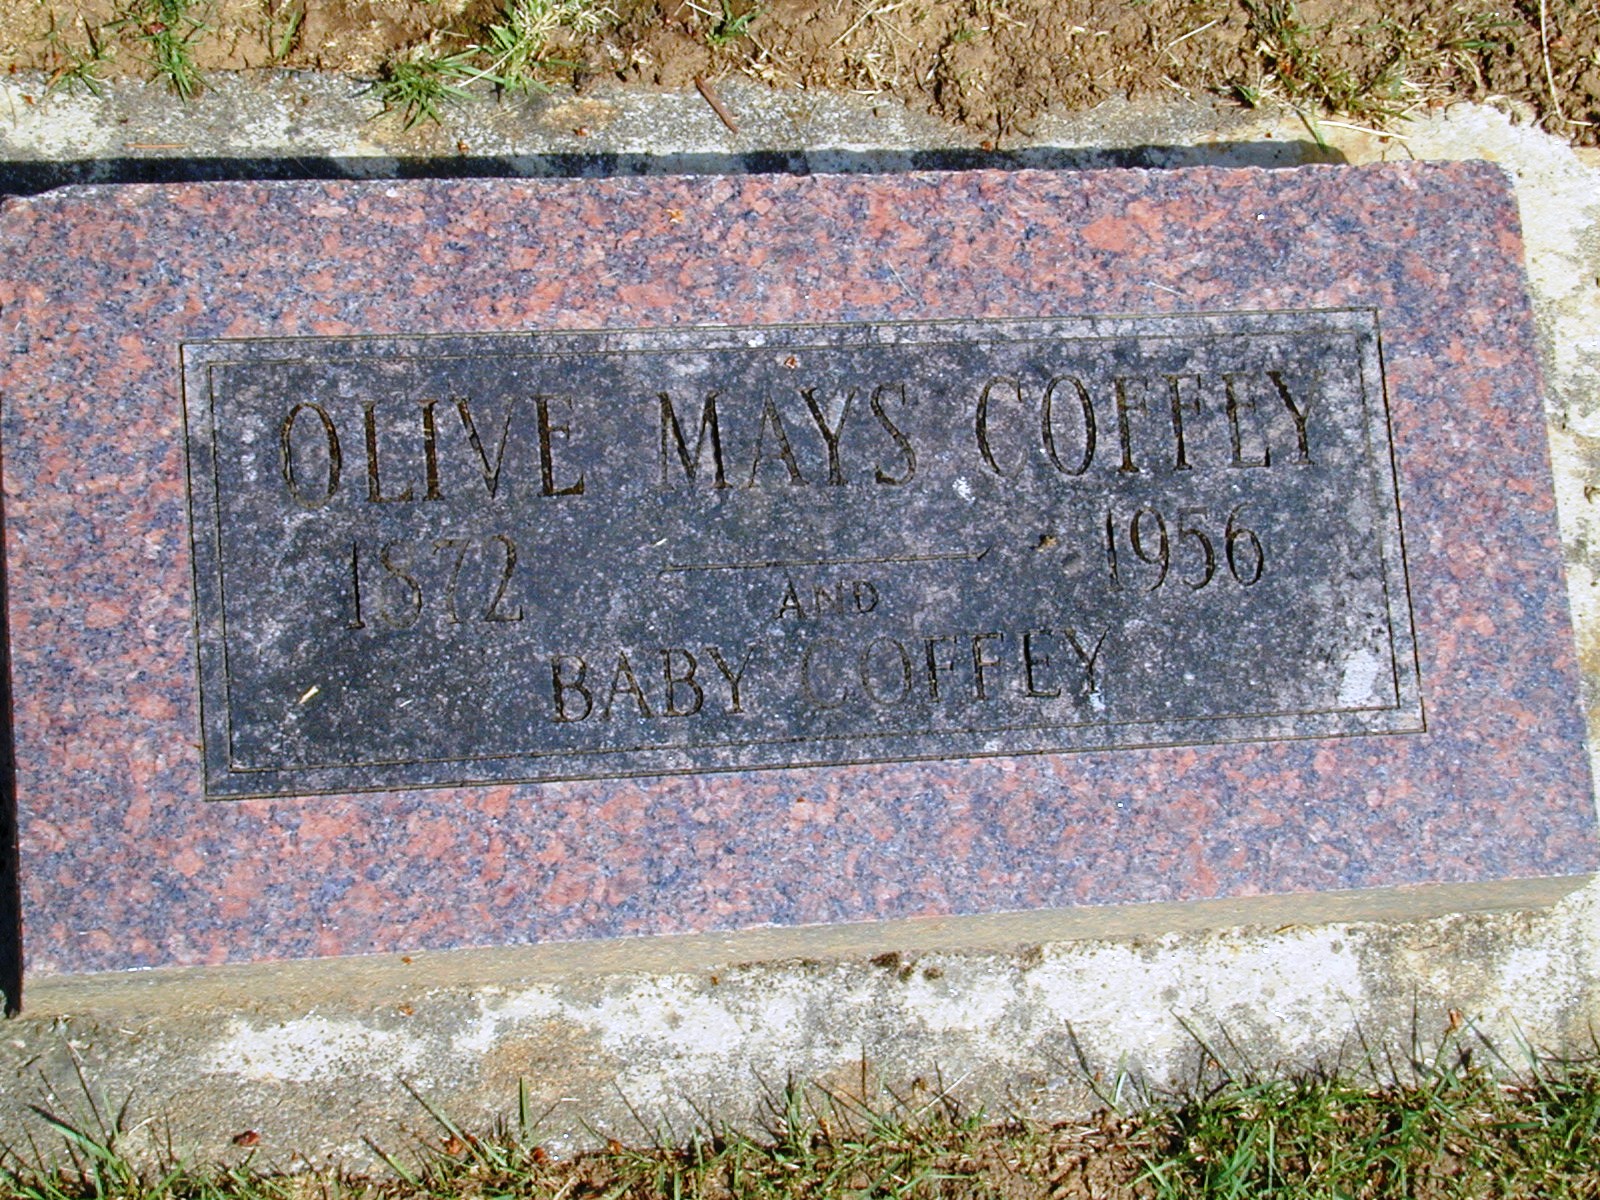 OLIVE MAYS COFFEY
1872 1956
AND
BABY COFFEY